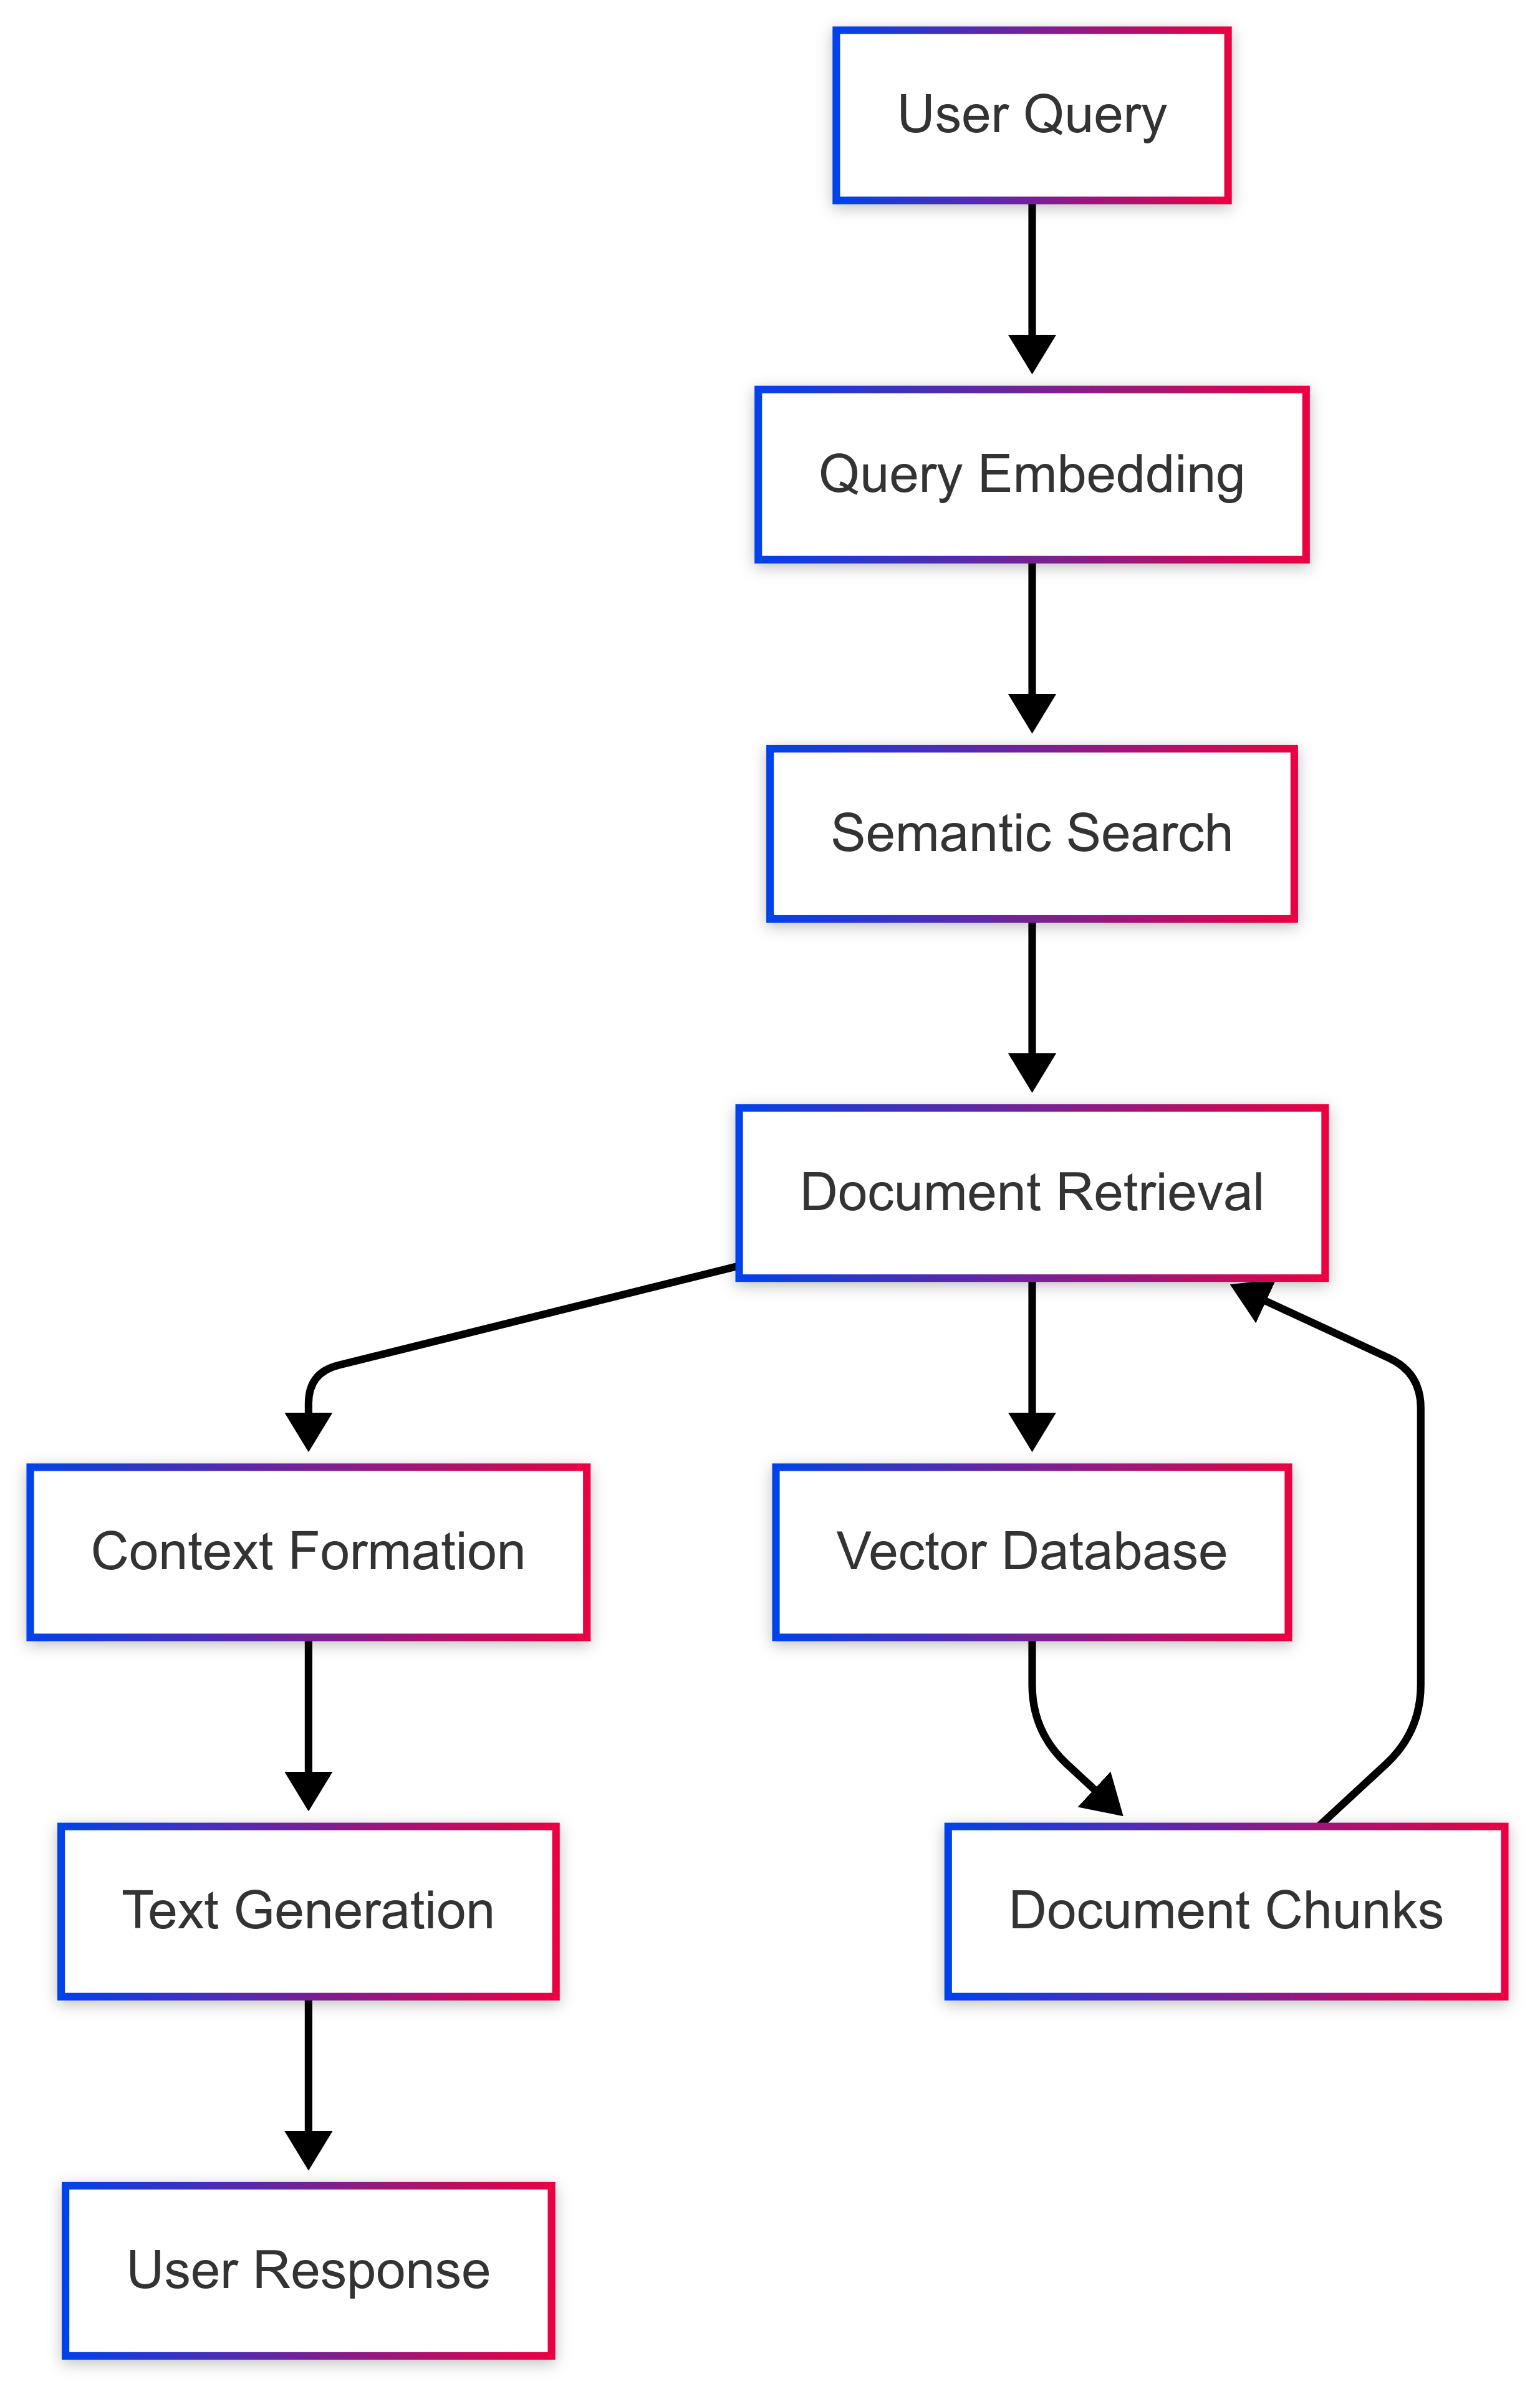 User Query
Query Embedding
Semantic Search
Document Retrieval
Context Formation
Vector Database
Text Generation
Document Chunks
User Response